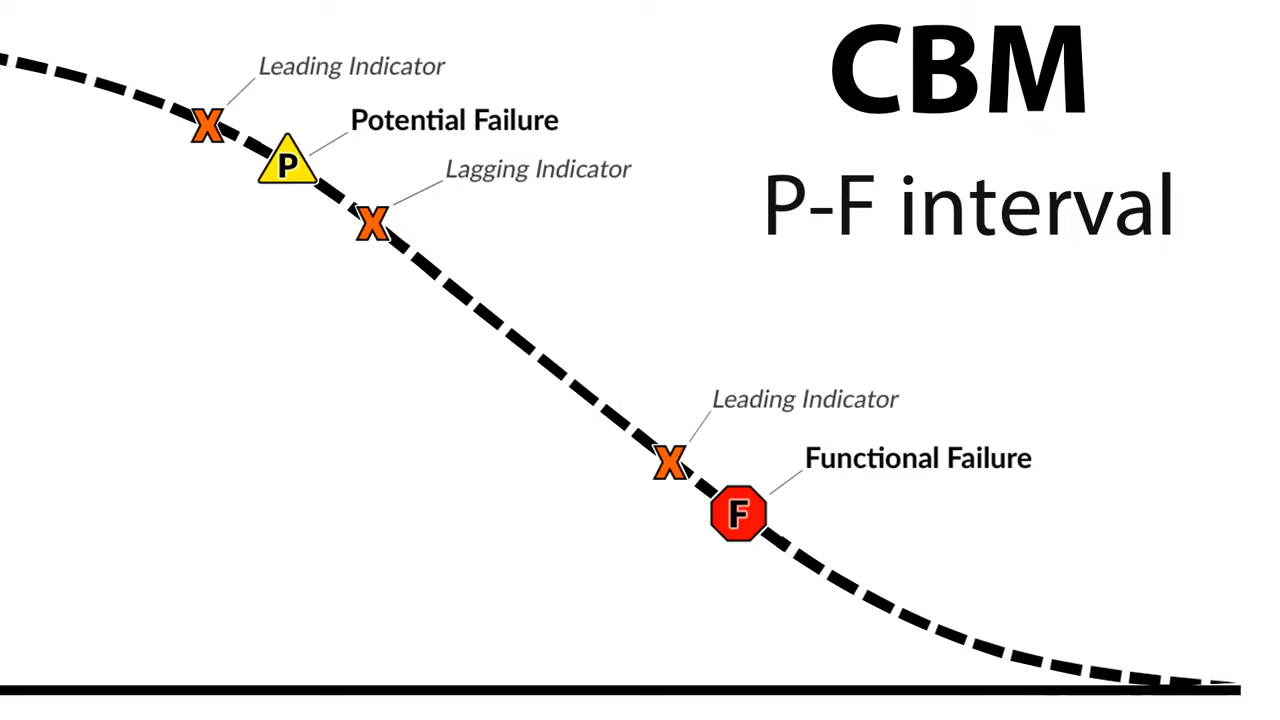 CBM
P-F interval
Leading Indicator
X
Potential Failure
P
Lagging Indicator
X
Leading Indicator
X
Functional Failure
F